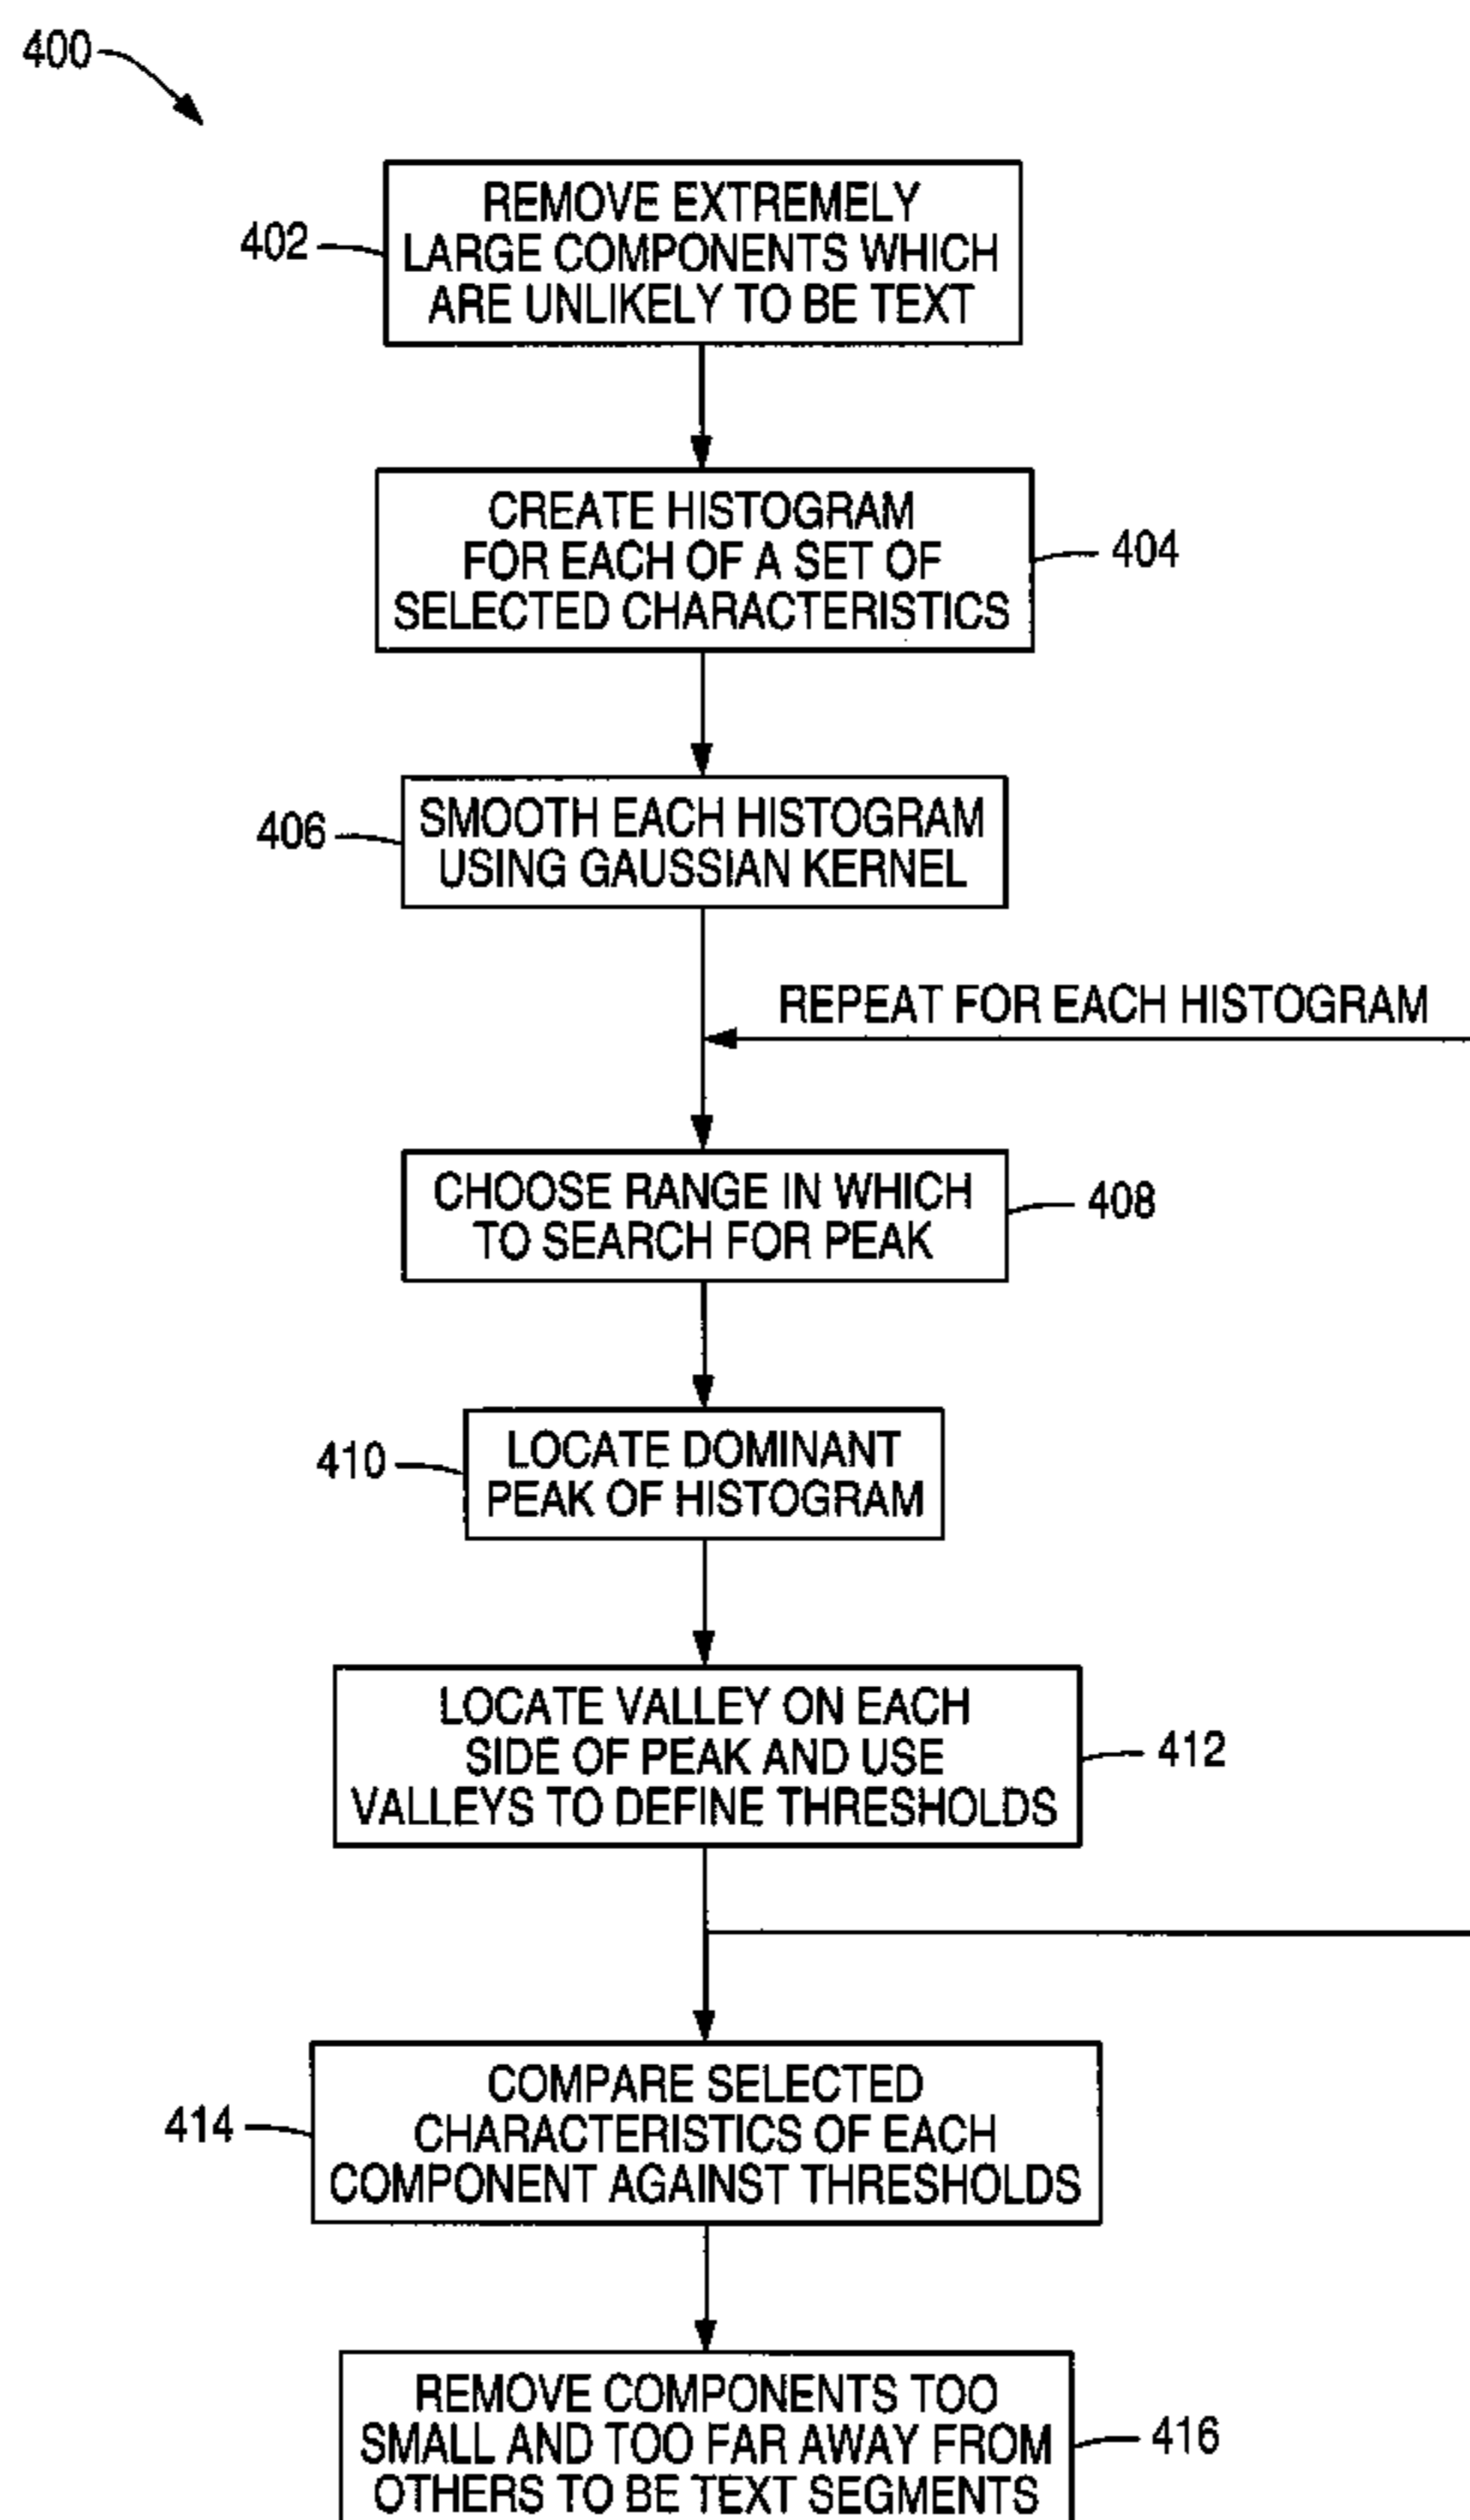 400
402
REMOVE EXTREMELY
LARGE COMPONENTS WHICH
ARE UNLIKELY TO BE TEXT
CREATE HISTOGRAM
FOR EACH OF A SET OF
SELECTED CHARACTERISTICS
404
406
SMOOTH EACH HISTOGRAM
USING GAUSSIAN KERNEL
REPEAT FOR EACH HISTOGRAM
CHOOSE RANGE IN WHICH
TO SEARCH FOR PEAK
408
410
LOCATE DOMINANT
PEAK OF HISTOGRAM
LOCATE VALLEY ON EACH
SIDE OF PEAK AND USE
VALLEYS TO DEFINE THRESHOLDS
412
414
COMPARE SELECTED
CHARACTERISTICS OF EACH
COMPONENT AGAINST THRESHOLDS
REMOVE COMPONENTS TOO
SMALL AND TOO FAR AWAY FROM
OTHERS TO BE TEXT SEGMENTS
416